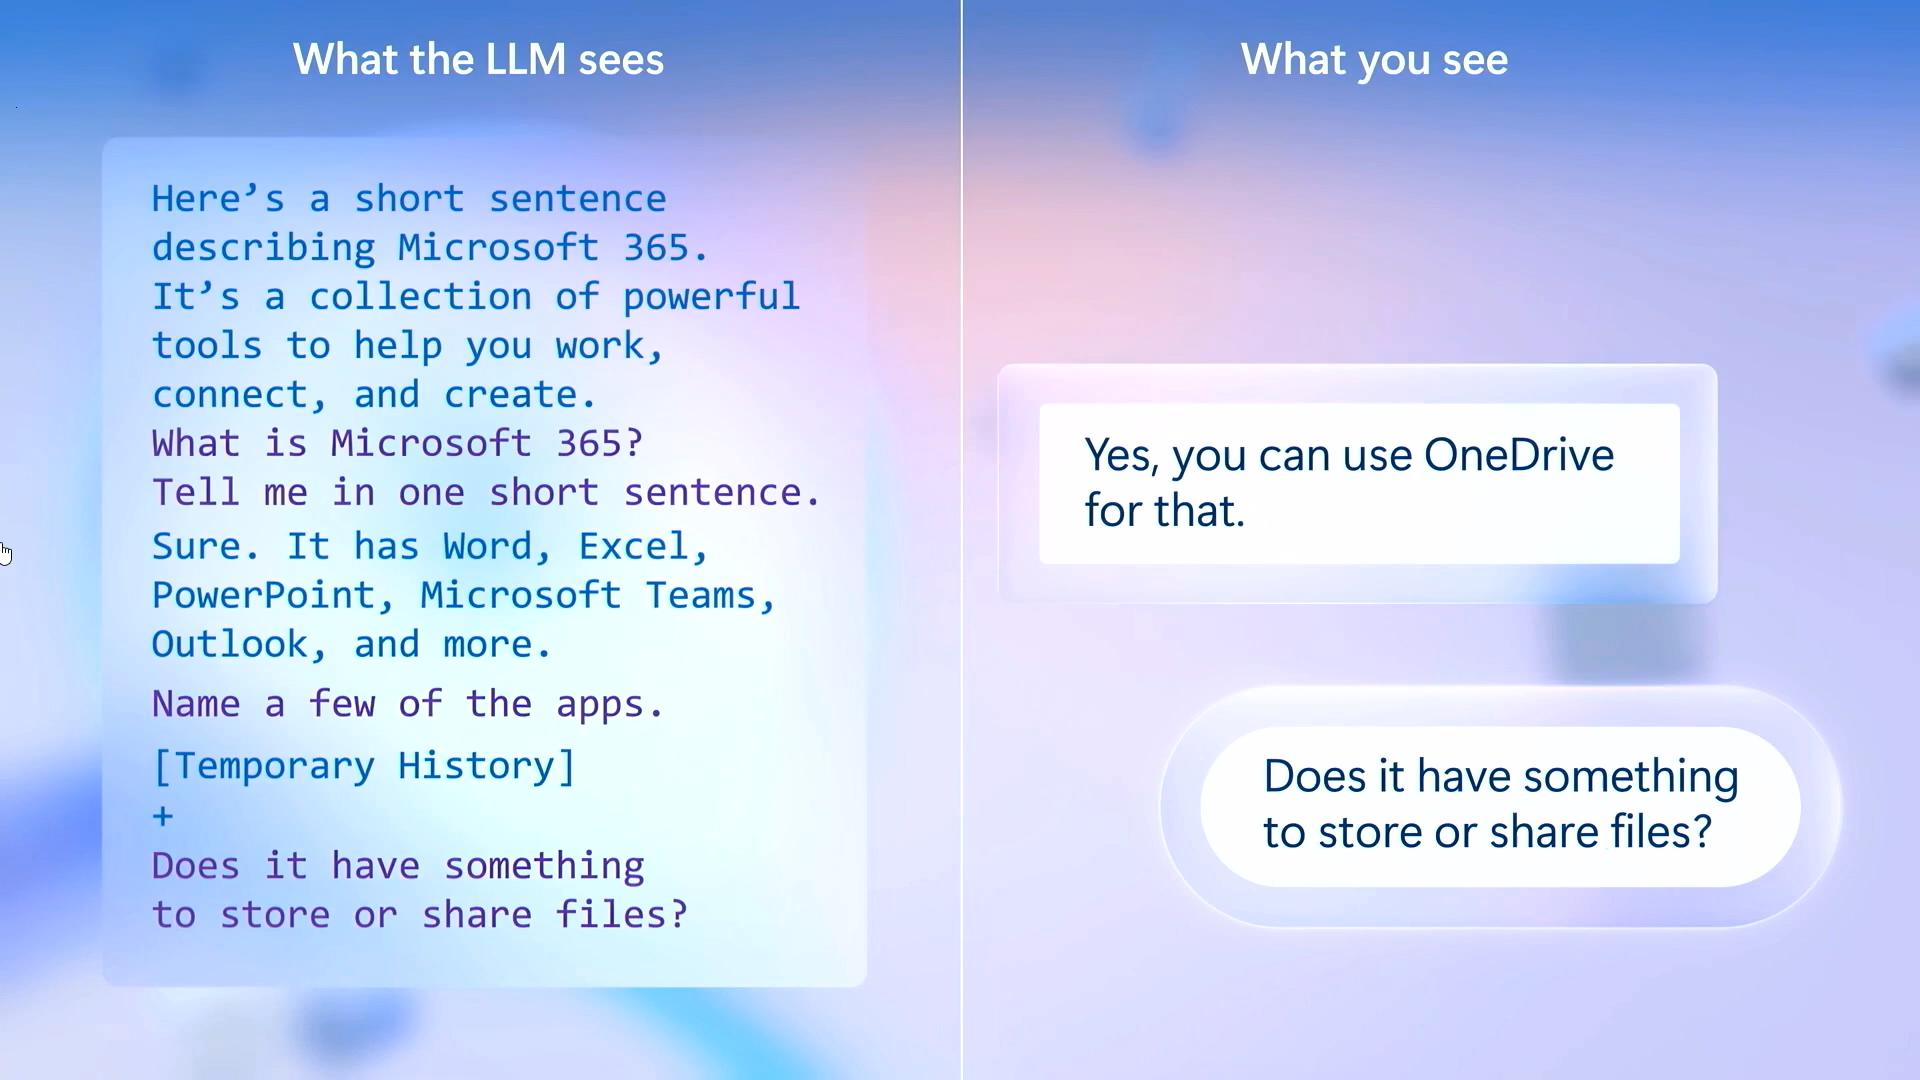 What the LLM sees
Here’s a short sentence
describing Microsoft 365.
It’s a collection of powerful
tools to help you work,
connect, and create.
What is Microsoft 365?
Tell me in one short sentence.
Sure. It has Word, Excel,
PowerPoint, Microsoft Teams,
Outlook, and more.
Name a few of the apps.
[Temporary History]
+
Does it have something
to store or share files?
What you see
Yes, you can use OneDrive
for that.
Does it have something
to store or share files?